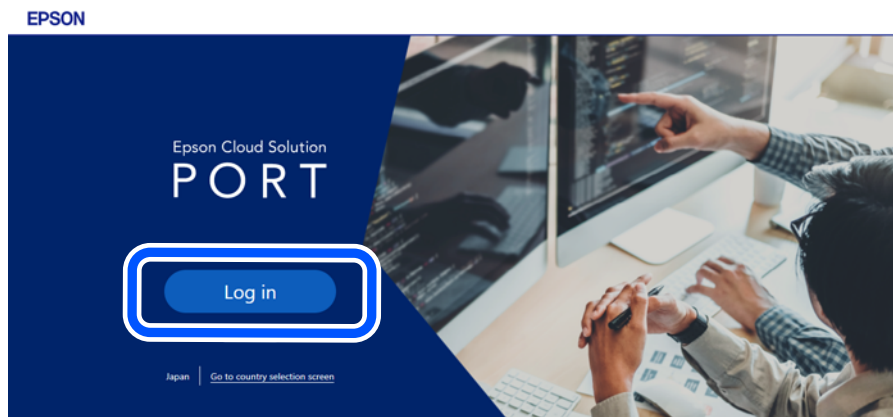 EPSON
Epson Cloud Solution
PORT
Log in
Japan
Go to country selection screen